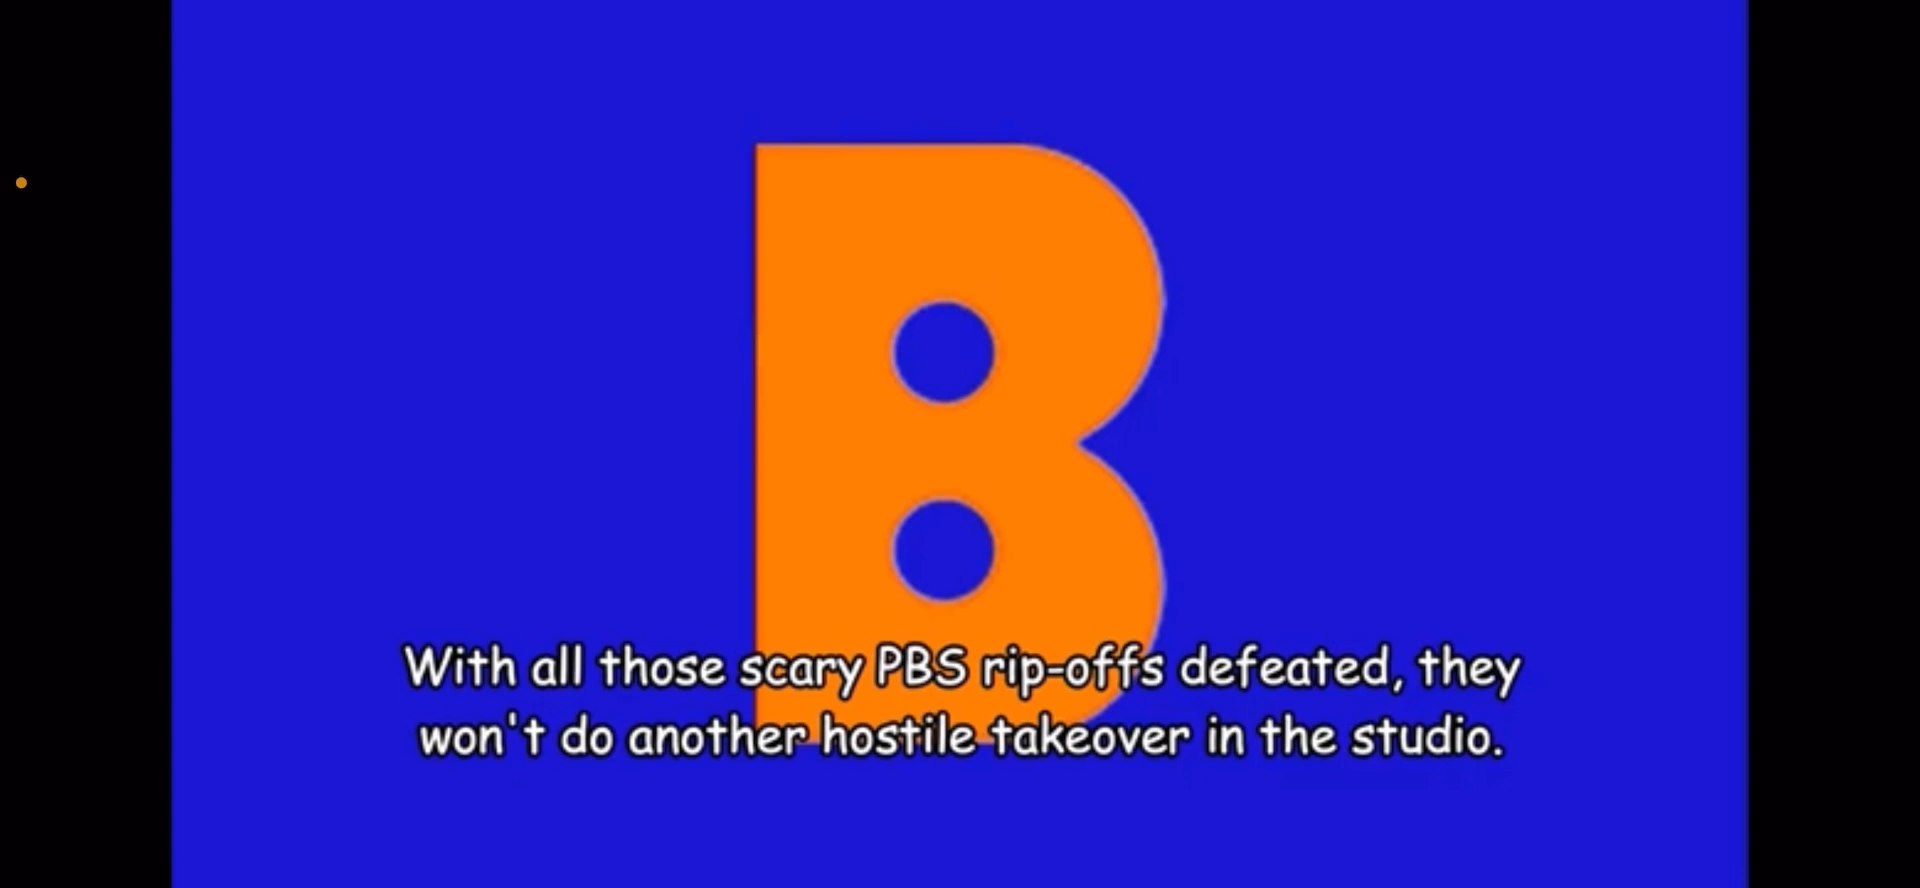 B
With all those scary PBS rip-offs defeated, they
won't do another hostile takeover in the studio.